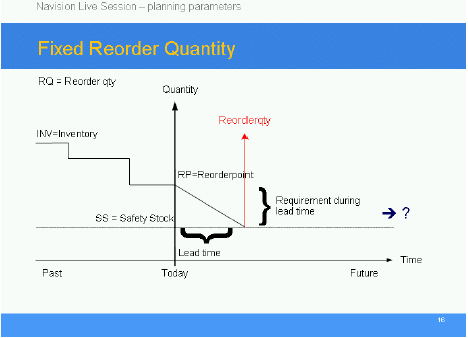 Navision Live Session – planning parameters
Fixed Reorder Quantity
RQ = Reorder qty
Quantity
Reorderqty
INV=Inventory
RP=Reorderpoint
Requirement during
lead time
➔ ?
SS = Safety Stock
Lead time
Time
Past
Today
Future
16